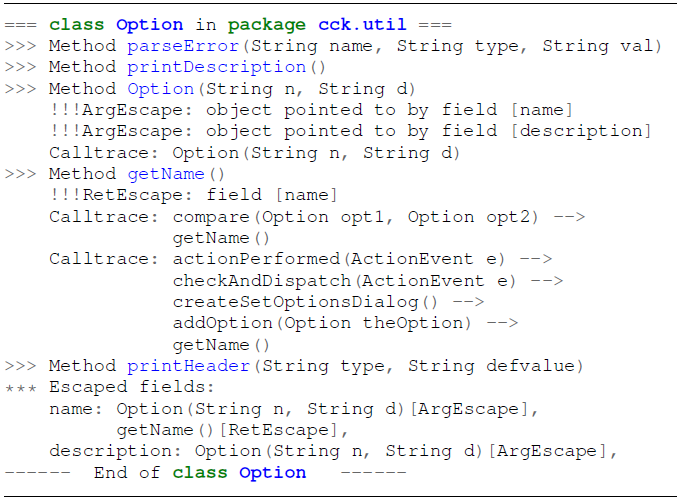 === class Option in package cck.util ===
>>> Method parseError(String name, String type, String val)
>>> Method printDescription()
>>> Method Option(String n, String d)
    !!!ArgEscape: object pointed to by field [name]
    !!!ArgEscape: object pointed to by field [description]
    Calltrace: Option(String n, String d)
>>> Method getName()
    !!!RetEscape: field [name]
    Calltrace: compare(Option opt1, Option opt2) -->
               getName()
    Calltrace: actionPerformed(ActionEvent e) -->
               checkAndDispatch(ActionEvent e) -->
               createSetOptionsDialog() -->
               addOption(Option theOption) -->
               getName()
>>> Method printHeader(String type, String defvalue)
*** Escaped fields:
    name: Option(String n, String d)[ArgEscape],
          getName()[RetEscape],
    description: Option(String n, String d)[ArgEscape],
------  End of class Option   ------